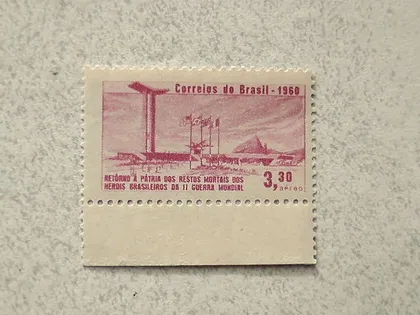 Correios do Brasil - 1960
RETÔRNO À PÁTRIA DOS RESTOS MORTAIS DOS
HERÓIS BRASILEIROS DA II GUERRA MUNDIAL
3,30
aéreo